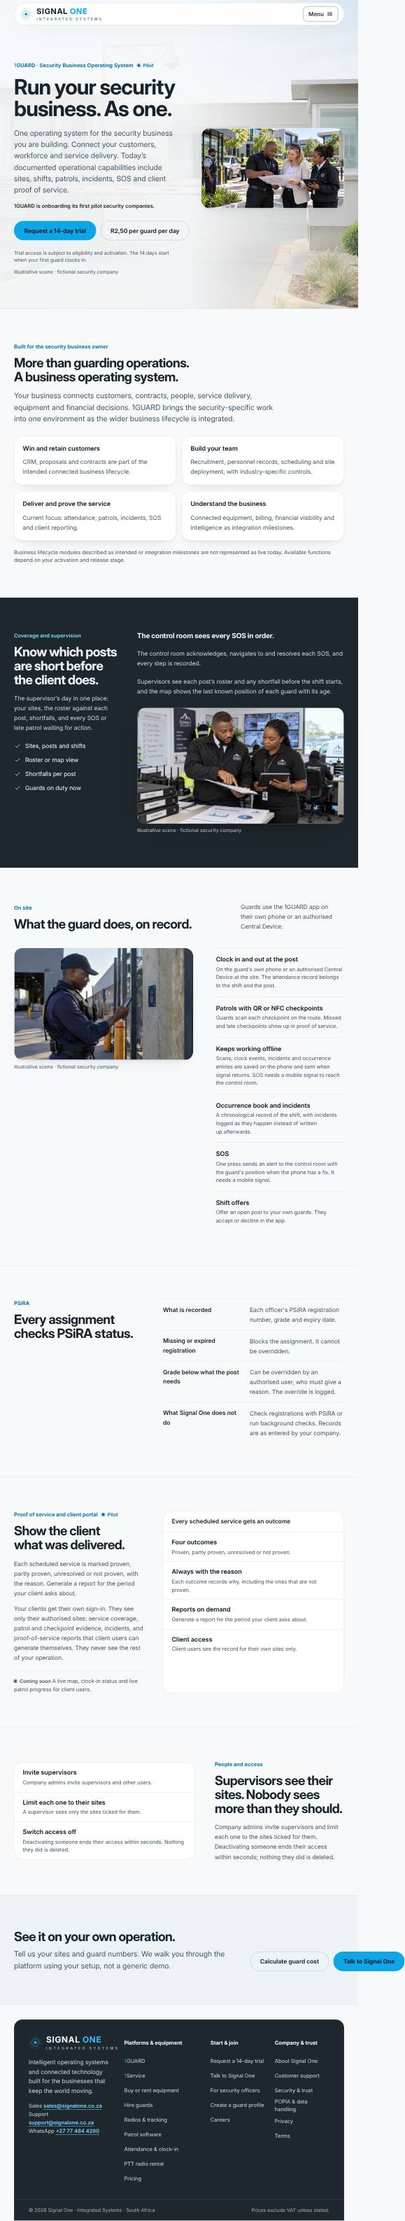 SIGNAL ONE
INTEGRATED SYSTEMS
Menu
1GUARD · Security Business Operating System Pilot
Run your security
business. As one.
One operating system for the security business
you are building. Connect your customers,
workforce and service delivery. Today's
documented operational capabilities include
sites, shifts, patrols, incidents, SOS and client
proof of service.
1GUARD is onboarding its first pilot security companies.
Request a 14-day trial
R2,50 per guard per day
Trial access is subject to eligibility and activation. The 14 days start
when your first guard clocks in.
Illustrative scene · fictional security company
Built for the security business owner
More than guarding operations.
A business operating system.
Your business connects customers, contracts, people, service delivery,
equipment and financial decisions. 1GUARD brings the security-specific work
into one environment as the wider business lifecycle is integrated.
Win and retain customers
CRM, proposals and contracts are part of the
intended connected business lifecycle.
Build your team
Recruitment, personnel records, scheduling and site
deployment, with industry-specific controls.
Deliver and prove the service
Current focus: attendance, patrols, incidents, SOS
and client reporting.
Understand the business
Connected equipment, billing, financial visibility and
intelligence as integration milestones.
Business lifecycle modules described as intended or integration milestones are not represented as live today. Available functions
depend on your activation and release stage.
Coverage and supervision
Know which posts
are short before
the client does.
The supervisor's day in one place:
your sites, the roster against each
post, shortfalls, and every SOS or
late patrol waiting for action.
Sites, posts and shifts
Roster or map view
Shortfalls per post
Guards on duty now
The control room sees every SOS in order.
The control room acknowledges, navigates to and resolves each SOS, and
every step is recorded.
Supervisors see each post's roster and any shortfall before the shift starts,
and the map shows the last known position of each guard with its age.
Illustrative scene · fictional security company
On site
What the guard does, on record.
Guards use the 1GUARD app on
their own phone or an authorised
Central Device.
Illustrative scene · fictional security company
Clock in and out at the post
On the guard's own phone or an authorised Central
Device at the site. The attendance record belongs
to the shift and the post.
Patrols with QR or NFC checkpoints
Guards scan each checkpoint on the route. Missed
and late checkpoints show up in proof of service.
Keeps working offline
Scans, clock events, incidents and occurrence
entries are saved on the phone and sent when
signal returns. SOS needs a mobile signal to reach
the control room.
Occurrence book and incidents
A chronological record of the shift, with incidents
logged as they happen instead of written
up afterwards.
SOS
One press sends an alert to the control room with
the guard's position when the phone has a fix. It
needs a mobile signal.
Shift offers
Offer an open post to your own guards. They
accept or decline in the app.
PSiRA
Every assignment
checks PSiRA status.
What is recorded
Each officer's PSiRA registration
number, grade and expiry date.
Missing or expired
registration
Blocks the assignment. It cannot
be overridden.
Grade below what the post
needs
Can be overridden by an
authorised user, who must give a
reason. The override is logged.
What Signal One does not
do
Check registrations with PSiRA or
run background checks. Records
are as entered by your company.
Proof of service and client portal Pilot
Show the client
what was delivered.
Each scheduled service is marked proven,
partly proven, unresolved or not proven, with
the reason. Generate a report for the period
your client asks about.
Your clients get their own sign-in. They see
only their authorised sites: service coverage,
patrol and checkpoint evidence, incidents, and
proof-of-service reports that client users can
generate themselves. They never see the rest
of your operation.
Coming soon A live map, clock-in status and live
patrol progress for client users.
Every scheduled service gets an outcome
Four outcomes
Proven, partly proven, unresolved or not proven.
Always with the reason
Each outcome records why, including the ones that are not
proven.
Reports on demand
Generate a report for the period your client asks about.
Client access
Client users see the record for their own sites only.
Invite supervisors
Company admins invite supervisors and other users.
Limit each one to their sites
A supervisor sees only the sites ticked for them.
Switch access off
Deactivating someone ends their access within seconds. Nothing
they did is deleted.
People and access
Supervisors see their
sites. Nobody sees
more than they should.
Company admins invite supervisors and limit
each one to the sites ticked for them.
Deactivating someone ends their access
within seconds; nothing they did is deleted.
See it on your own operation.
Tell us your sites and guard numbers. We walk you through the
platform using your setup, not a generic demo.
Calculate guard cost
Talk to Signal One
SIGNAL ONE
INTEGRATED SYSTEMS
Intelligent operating systems
and connected technology
built for the businesses that
keep the world moving.
Sales sales@signalone.co.za
Support
support@signalone.co.za
WhatsApp +27 77 484 4280
Platforms & equipment
1GUARD
1Service
Buy or rent equipment
Hire guards
Radios & tracking
Patrol software
Attendance & clock-in
PTT radio rental
Pricing
Start & join
Request a 14-day trial
Talk to Signal One
For security officers
Create a guard profile
Careers
Company & trust
About Signal One
Customer support
Security & trust
POPIA & data
handling
Privacy
Terms
© 2026 Signal One · Integrated Systems · South Africa
Prices exclude VAT unless stated.